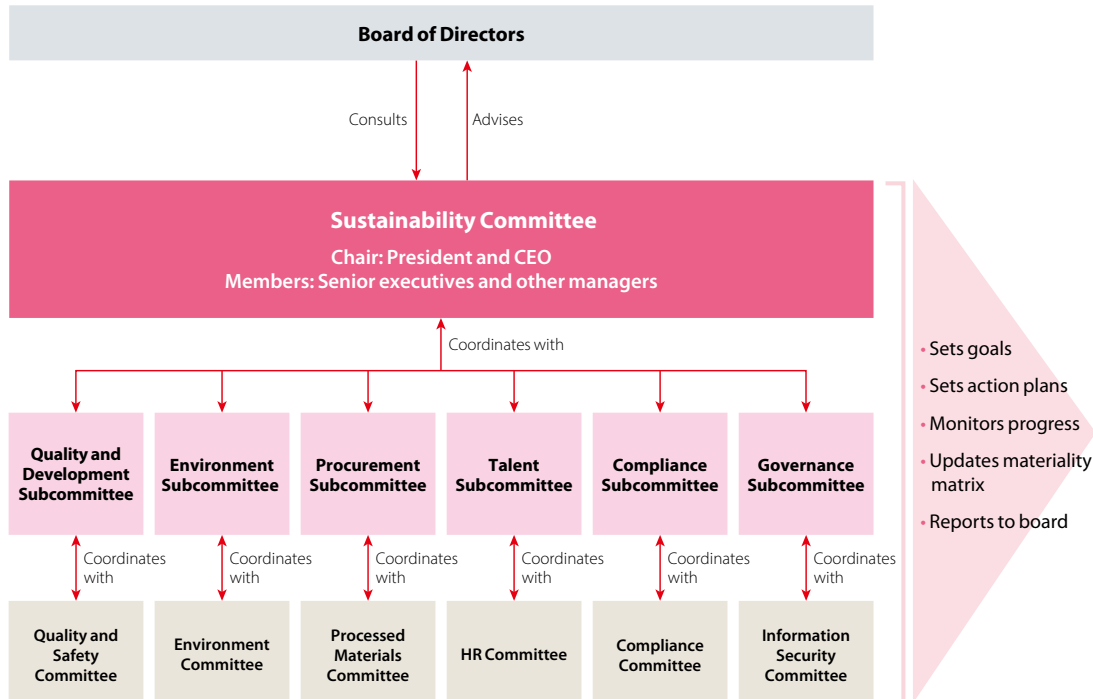 Board of Directors
Consults
Advises
Sustainability Committee
Chair: President and CEO
Members: Senior executives and other managers
Coordinates with
Quality and
Development
Subcommittee
Environment
Subcommittee
Procurement
Subcommittee
Talent
Subcommittee
Compliance
Subcommittee
Governance
Subcommittee
Coordinates
with
Coordinates
with
Coordinates
with
Coordinates
with
Coordinates
with
Coordinates
with
Quality and
Safety
Committee
Environment
Committee
Processed
Materials
Committee
HR Committee
Compliance
Committee
Information
Security
Committee
• Sets goals
• Sets action plans
• Monitors progress
• Updates materiality
matrix
• Reports to board